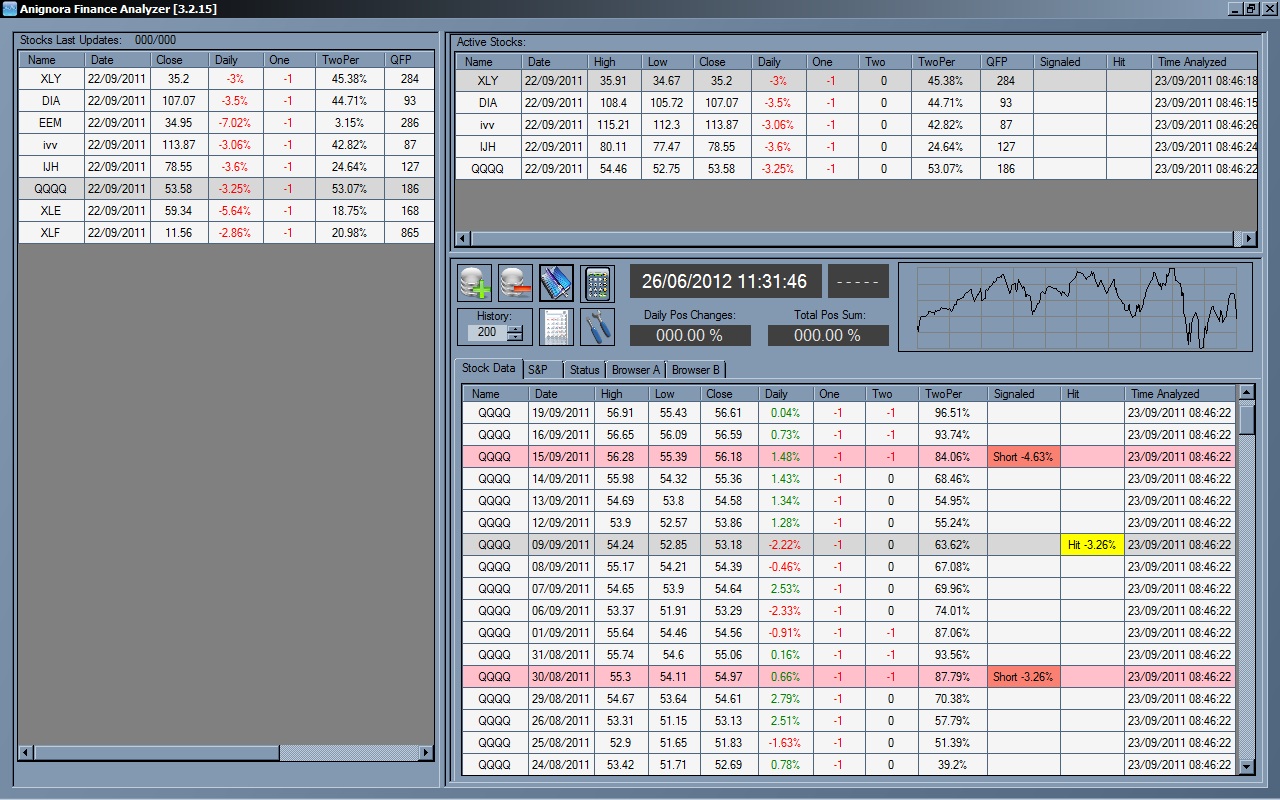 Anignora Finance Analyzer [3.2.15]
Stocks Last Updates: 000/000
Name Date Close Daily One TwoPer QFP
XLY 22/09/2011 35.2 -3% -1 45.38% 284
DIA 22/09/2011 107.07 -3.5% -1 44.71% 93
EEM 22/09/2011 34.95 -7.02% -1 3.15% 286
ivv 22/09/2011 113.87 -3.06% -1 42.82% 87
IJH 22/09/2011 78.55 -3.6% -1 24.64% 127
QQQQ 22/09/2011 53.58 -3.25% -1 53.07% 186
XLE 22/09/2011 59.34 -5.64% -1 18.75% 168
XLF 22/09/2011 11.56 -2.86% -1 20.98% 865
Active Stocks:
Name Date High Low Close Daily One Two TwoPer QFP Signaled Hit Time Analyzed
XLY 22/09/2011 35.91 34.67 35.2 -3% -1 0 45.38% 284 23/09/2011 08:46:18
DIA 22/09/2011 108.4 105.72 107.07 -3.5% -1 0 44.71% 93 23/09/2011 08:46:15
ivv 22/09/2011 115.21 112.3 113.87 -3.06% -1 0 42.82% 87 23/09/2011 08:46:26
IJH 22/09/2011 80.11 77.47 78.55 -3.6% -1 0 24.64% 127 23/09/2011 08:46:24
QQQQ 22/09/2011 54.46 52.75 53.58 -3.25% -1 0 53.07% 186 23/09/2011 08:46:22
26/06/2012 11:31:46 -----
History:
200
Daily Pos Changes: Total Pos Sum:
000.00 % 000.00 %
Stock Data S&P Status Browser A Browser B
Name Date High Low Close Daily One Two TwoPer Signaled Hit Time Analyzed
QQQQ 19/09/2011 56.91 55.43 56.61 0.04% -1 -1 96.51% 23/09/2011 08:46:22
QQQQ 16/09/2011 56.65 56.09 56.59 0.73% -1 -1 93.74% 23/09/2011 08:46:22
QQQQ 15/09/2011 56.28 55.39 56.18 1.48% -1 -1 84.06% Short -4.63% 23/09/2011 08:46:22
QQQQ 14/09/2011 55.98 54.32 55.36 1.43% -1 0 68.46% 23/09/2011 08:46:22
QQQQ 13/09/2011 54.69 53.8 54.58 1.34% -1 0 54.95% 23/09/2011 08:46:22
QQQQ 12/09/2011 53.9 52.57 53.86 1.28% -1 0 55.24% 23/09/2011 08:46:22
QQQQ 09/09/2011 54.24 52.85 53.18 -2.22% -1 0 63.62% Hit -3.26% 23/09/2011 08:46:22
QQQQ 08/09/2011 55.17 54.21 54.39 -0.46% -1 0 67.08% 23/09/2011 08:46:22
QQQQ 07/09/2011 54.65 53.9 54.64 2.53% -1 0 69.96% 23/09/2011 08:46:22
QQQQ 06/09/2011 53.37 51.91 53.29 -2.33% -1 0 74.01% 23/09/2011 08:46:22
QQQQ 01/09/2011 55.64 54.46 54.56 -0.91% -1 -1 87.06% 23/09/2011 08:46:22
QQQQ 31/08/2011 55.74 54.6 55.06 0.16% -1 -1 93.56% 23/09/2011 08:46:22
QQQQ 30/08/2011 55.3 54.11 54.97 0.66% -1 -1 87.79% Short -3.26% 23/09/2011 08:46:22
QQQQ 29/08/2011 54.67 53.64 54.61 2.79% -1 0 70.38% 23/09/2011 08:46:22
QQQQ 26/08/2011 53.31 51.15 53.13 2.51% -1 0 57.79% 23/09/2011 08:46:22
QQQQ 25/08/2011 52.9 51.65 51.83 -1.63% -1 0 51.39% 23/09/2011 08:46:22
QQQQ 24/08/2011 53.42 51.71 52.69 0.78% -1 0 39.2% 23/09/2011 08:46:22